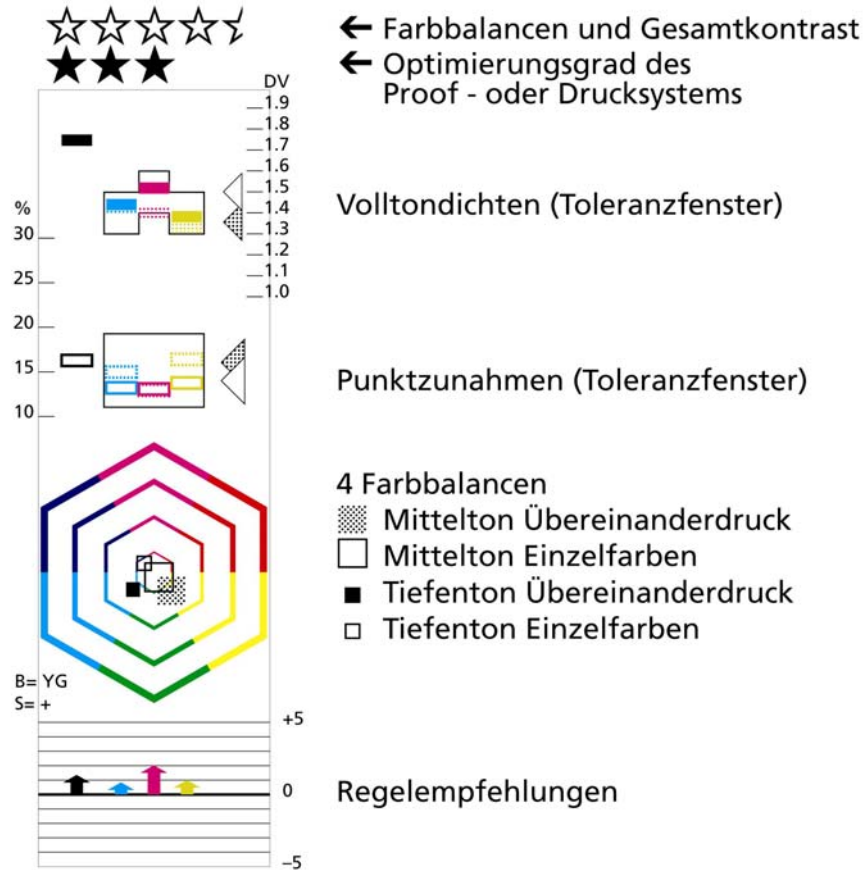 ← Farbbalancen und Gesamtkontrast
← Optimierungsgrad des
Proof - oder Drucksystems
DV
1.9
1.8
1.7
1.6
1.5
1.4
1.3
1.2
1.1
1.0
%
30
25
20
15
10
Volltondichten (Toleranzfenster)
Punktzunahmen (Toleranzfenster)
4 Farbbalancen
Mittelton Übereinanderdruck
Mittelton Einzelfarben
Tiefenton Übereinanderdruck
Tiefenton Einzelfarben
B= YG
S= +
+5
0
–5
Regelempfehlungen